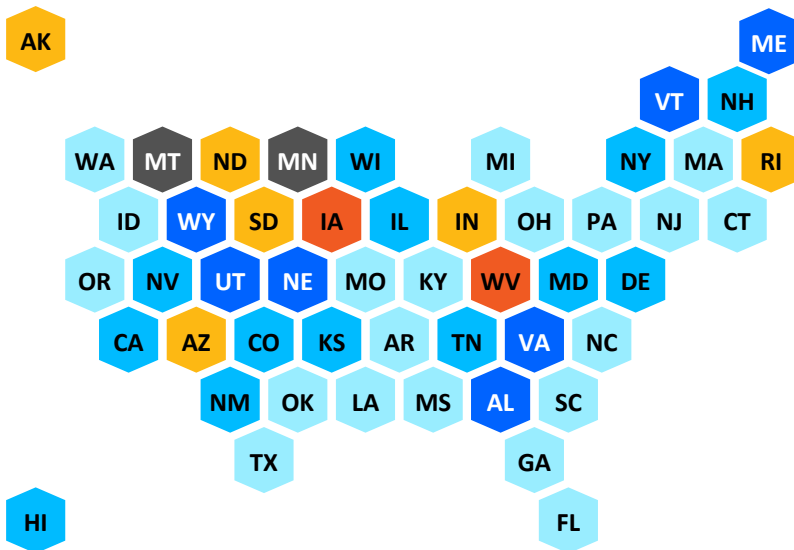 AK
ME
VT NH
WA MT ND MN WI MI NY MA RI
ID WY SD IA IL IN OH PA NJ CT
OR NV UT NE MO KY WV MD DE
CA AZ CO KS AR TN VA NC
NM OK LA MS AL SC
TX GA
HI FL